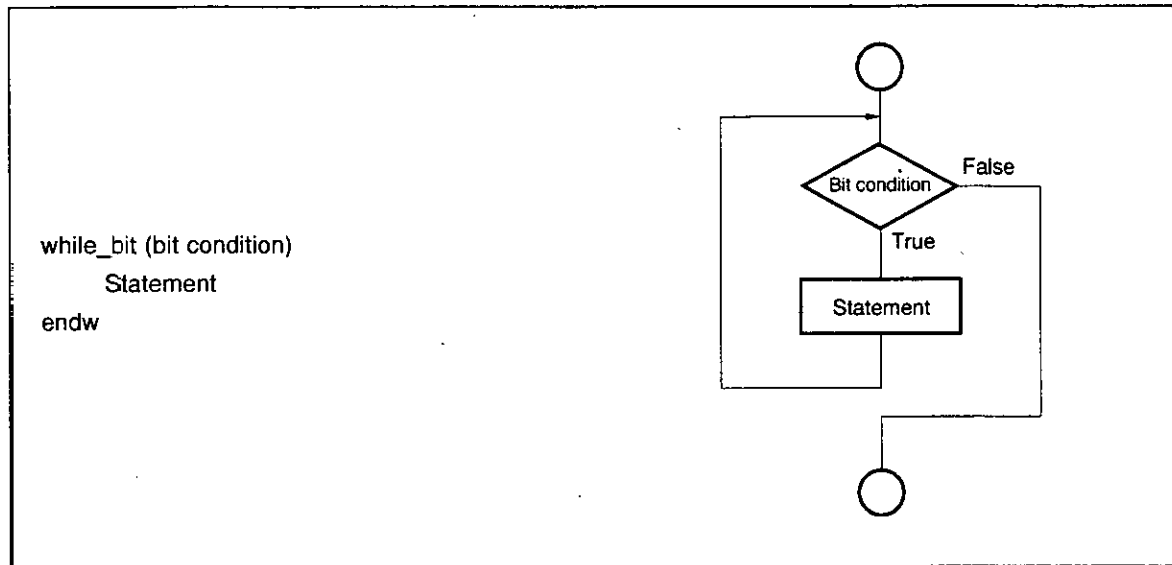 while_bit (bit condition)
Statement
endw
Bit condition
False
True
Statement